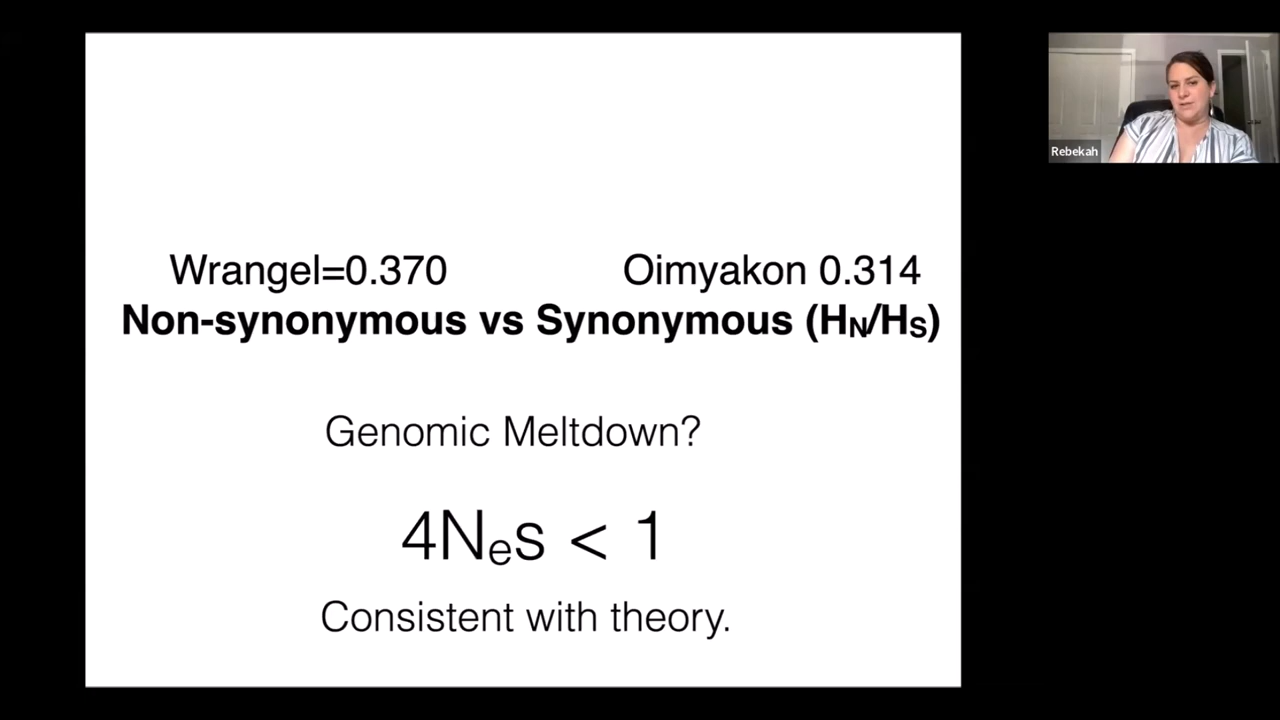 Wrangel=0.370 Oimyakon 0.314
Non-synonymous vs Synonymous (HN/HS)
Genomic Meltdown?
4Nes < 1
Consistent with theory.
Rebekah